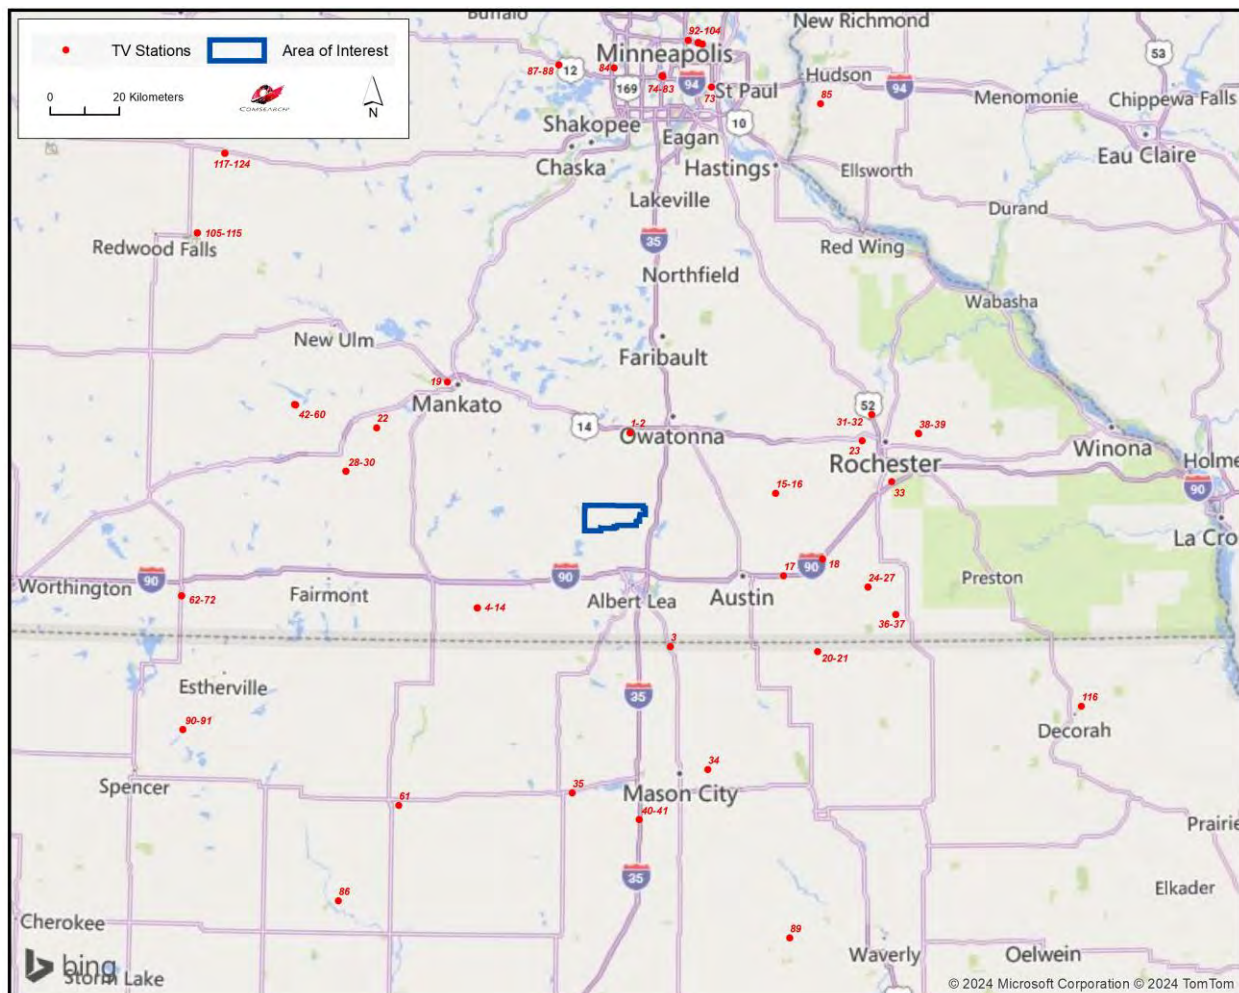 Buffalo
New Richmond
92-104
TV Stations
Area of Interest
Minneapolis
53
87-88
12
84
Hudson
0
20 Kilometers
COMSEARCH
N
169
74-83
94
73
St Paul
85
94
Menomonie
Chippewa Falls
10
Shakopee
Eagan
Eau Claire
117-124
Chaska
Hastings
Ellsworth
Lakeville
Durand
105-115
Redwood Falls
35
Red Wing
Northfield
Wabasha
New Ulm
Faribault
19
Mankato
42-60
22
14
1-2
Owatonna
31-32
52
38-39
23
Winona
Rochester
Holme
28-30
15-16
33
90
La Cro
90
90
17
90
18
Worthington
62-72
Fairmont
4-14
Albert Lea
Austin
24-27
Preston
36-37
3
20-21
Estherville
35
116
90-91
Decorah
34
Spencer
35
Mason City
61
40-41
Prairie
35
86
Elkader
Cherokee
89
Waverly
Oelwein
bing
Storm Lake
© 2024 Microsoft Corporation © 2024 TomTom